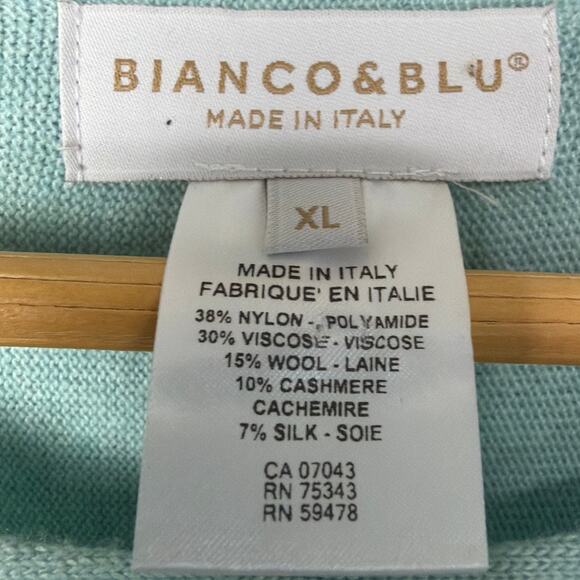 BIANCO&BLU®
MADE IN ITALY
XL
MADE IN ITALY
FABRIQUE' EN ITALIE
38% NYLON - POLYAMIDE
30% VISCOSE - VISCOSE
15% WOOL - LAINE
10% CASHMERE
CACHEMIRE
7% SILK - SOIE
CA 07043
RN 75343
RN 59478